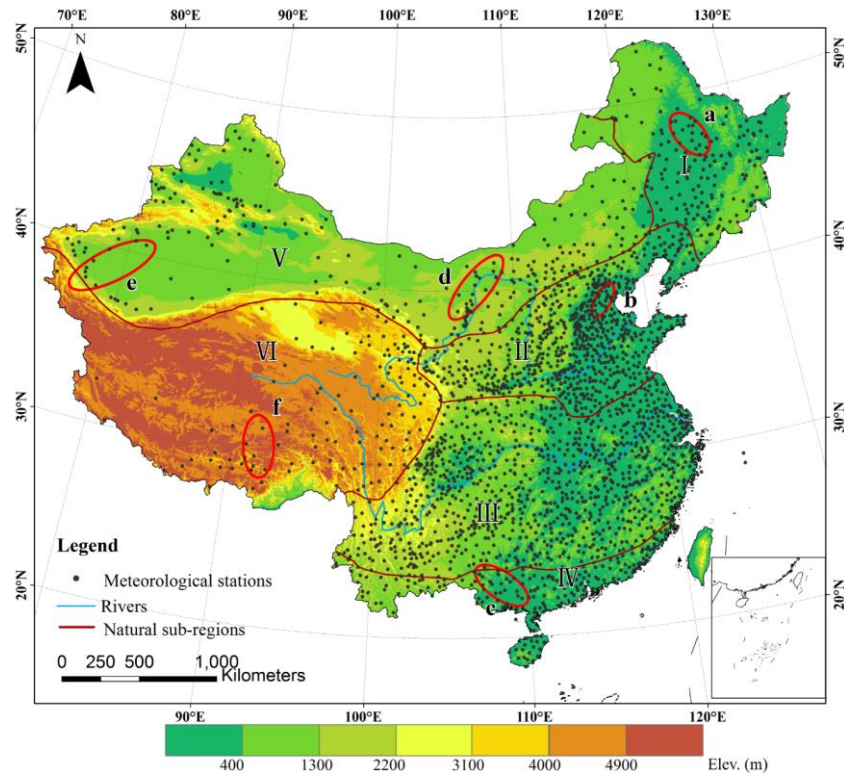 70°E 80°E 90°E 100°E 110°E 120°E 130°E
50°N
50°N
N
a
I
40°N
40°N
V
d
e
b
II
VI
30°N
30°N
f
III
Legend
Meteorological stations
IV
20°N
c
20°N
Rivers
Natural sub-regions
0 250 500 1,000
Kilometers
90°E 100°E 110°E 120°E
400 1300 2200 3100 4000 4900 Elev. (m)